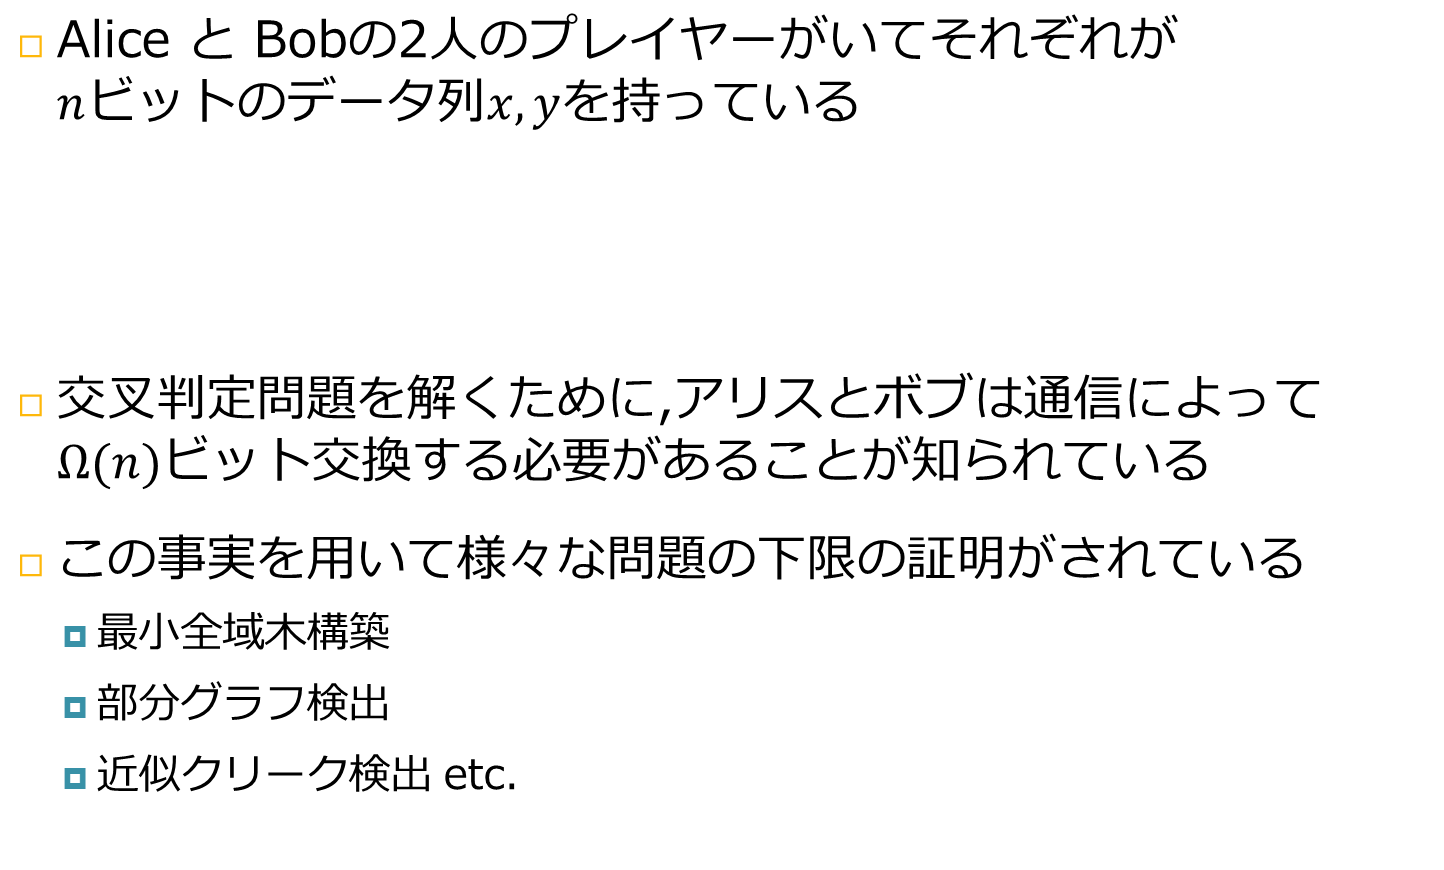 Alice と Bobの2人のプレイヤーがいてそれぞれが
nビットのデータ列x, yを持っている
交叉判定問題を解くために,アリスとボブは通信によって
Ω(n)ビット交換する必要があることが知られている
この事実を用いて様々な問題の下限の証明がされている
最小全域木構築
部分グラフ検出
近似クリーク検出 etc.